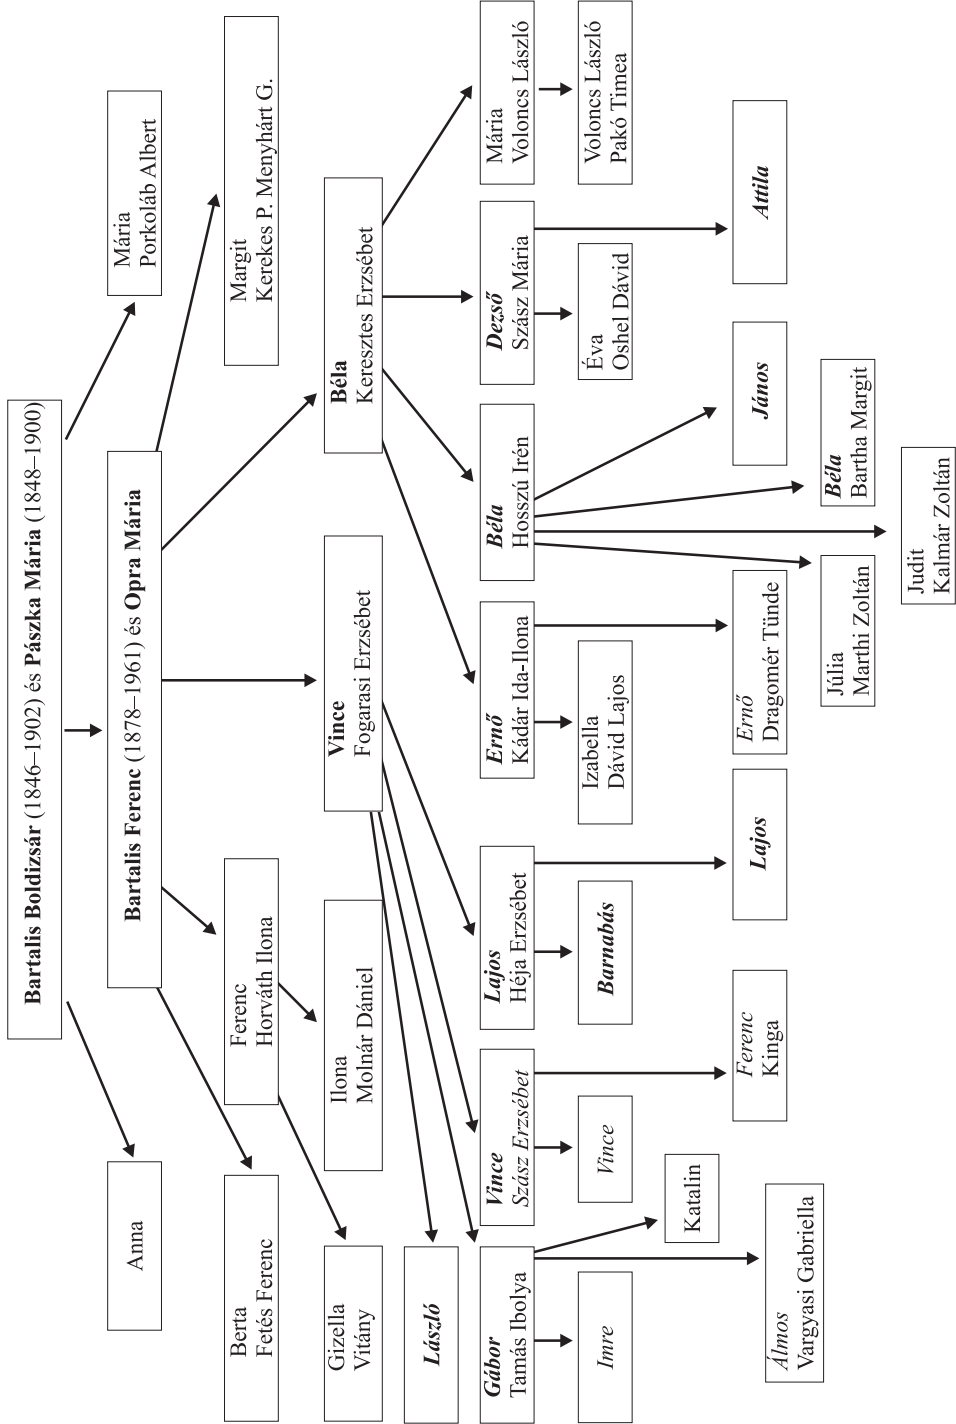 Bartalis Boldizsár (1846–1902) és Pászka Mária (1848–1900)
Anna
Bartalis Ferenc (1878–1961) és Opra Mária
Mária
Porkoláb Albert
Berta
Fetés Ferenc
Ferenc
Horváth Ilona
Margit
Kerekes P. Menyhárt G.
Gizella
Vitány
Ilona
Molnár Dániel
Vince
Fogarasi Erzsébet
Béla
Keresztes Erzsébet
László
Gábor
Tamás Ibolya
Vince
Szász Erzsébet
Lajos
Héja Erzsébet
Ernő
Kádár Ida-Ilona
Béla
Hosszú Irén
Dezső
Szász Mária
Mária
Voloncs László
Imre
Vince
Barnabás
Izabella
Dávid Lajos
Éva
Oshel Dávid
Voloncs László
Pakó Timea
Katalin
Ferenc
Kinga
Lajos
Ernő
Dragomér Tünde
János
Attila
Álmos
Vargyasi Gabriella
Júlia
Marthi Zoltán
Béla
Bartha Margit
Judit
Kalmár Zoltán